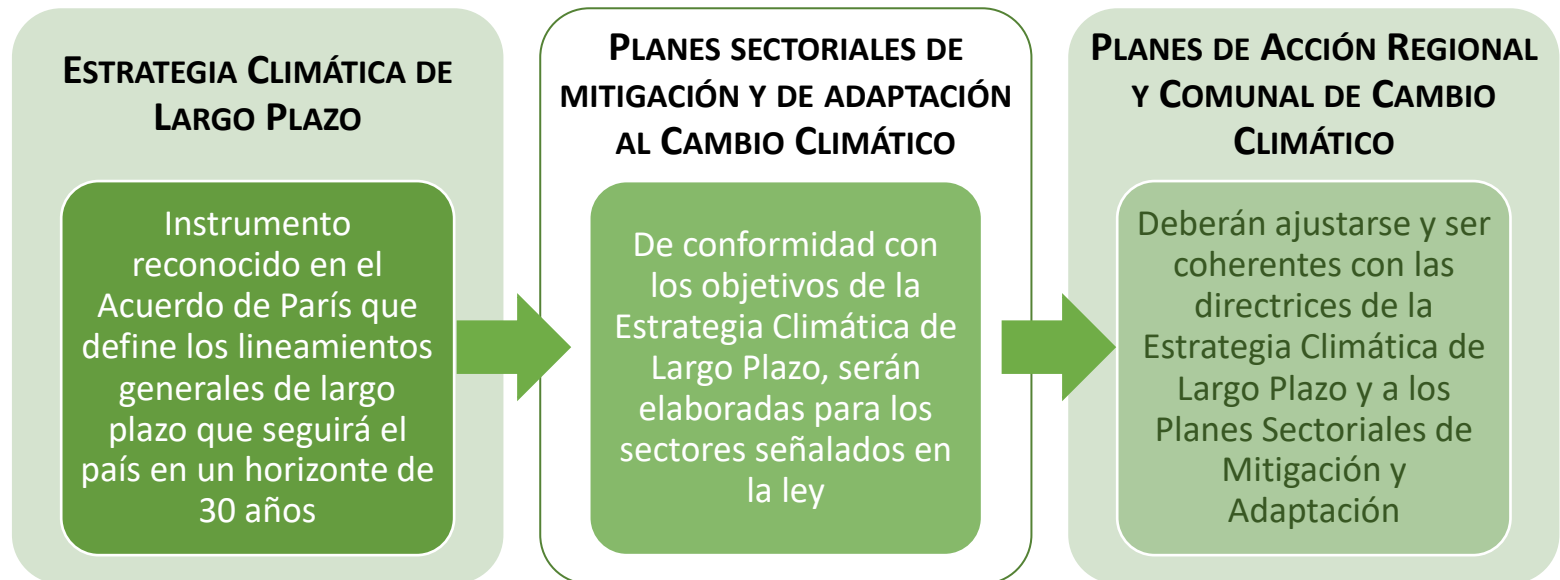 ESTRATEGIA CLIMÁTICA DE
LARGO PLAZO
Instrumento
reconocido en el
Acuerdo de París que
define los lineamientos
generales de largo
plazo que seguirá el
país en un horizonte de
30 años
PLANES SECTORIALES DE
MITIGACIÓN Y DE ADAPTACIÓN
AL CAMBIO CLIMÁTICO
De conformidad con
los objetivos de la
Estrategia Climática de
Largo Plazo, serán
elaboradas para los
sectores señalados en
la ley
PLANES DE ACCIÓN REGIONAL
Y COMUNAL DE CAMBIO
CLIMÁTICO
Deberán ajustarse y ser
coherentes con las
directrices de la
Estrategia Climática de
Largo Plazo y a los
Planes Sectoriales de
Mitigación y
Adaptación